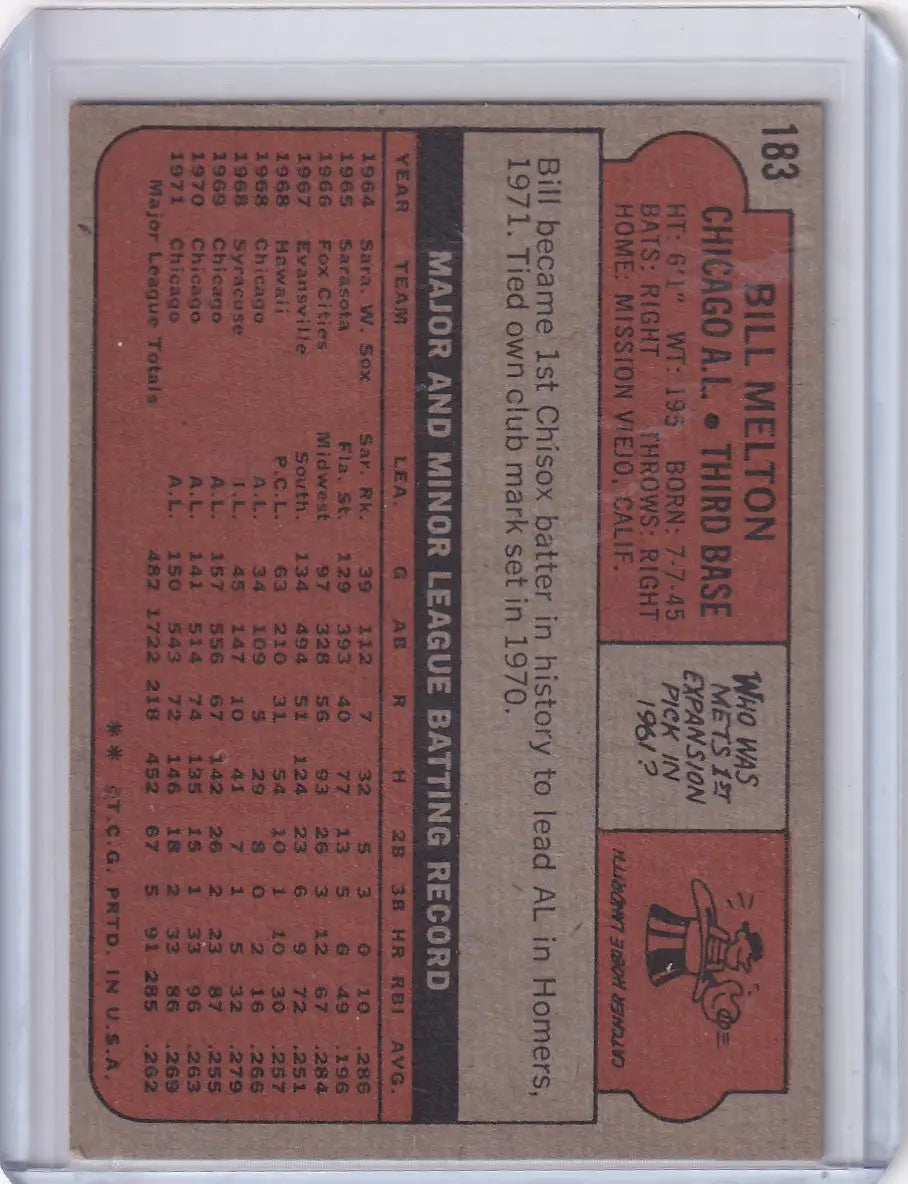 183
BILL MELTON
CHICAGO A.L. • THIRD BASE
HT: 6'1" WT: 195 BORN: 7-7-45
BATS: RIGHT THROWS: RIGHT
HOME: MISSION VIEJO, CALIF.
WHO WAS
METS 1ST
EXPANSION
PICK IN
1961?
CATCHER HOBIE LANDRITH
Bill became 1st Chisox batter in history to lead AL in Homers,
1971. Tied own club mark set in 1970.
MAJOR AND MINOR LEAGUE BATTING RECORD
YEAR TEAM LEA. G AB R H 2B 3B HR RBI AVG.
1964 Sara. W. Sox Sar. Rk. 39 112 7 32 5 3 0 10 .286
1965 Sarasota Fla. St. 129 393 40 77 13 5 6 49 .196
1966 Fox Cities Midwest 97 328 56 93 26 3 12 67 .284
1967 Evansville South. 134 494 51 124 23 6 9 72 .251
1968 Hawaii P.C.L. 63 210 31 54 10 1 10 30 .257
1968 Chicago A.L. 34 109 5 29 8 0 2 16 .266
1968 Syracuse I.L. 45 147 10 41 7 1 5 32 .279
1969 Chicago A.L. 157 556 67 142 26 2 23 87 .255
1970 Chicago A.L. 141 514 74 135 15 1 33 96 .263
1971 Chicago A.L. 150 543 72 146 18 2 33 86 .269
Major League Totals 482 1722 218 452 67 5 91 285 .262
** ©T.C.G. PRTD. IN U.S.A.